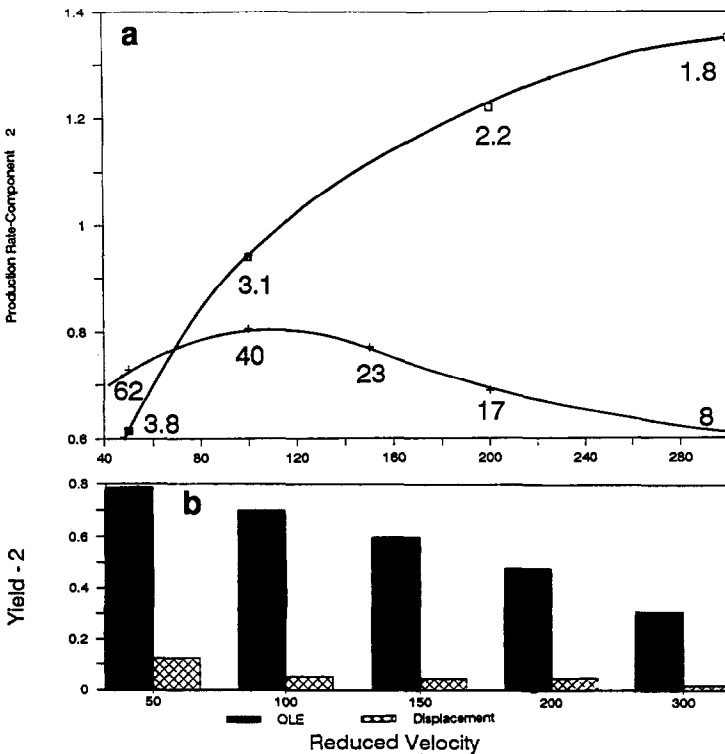 1.4
a
1.8
1.2
2.2
Production Rate-Component 2
1
3.1
0.8
40
23
62
17
3.8
8
0.6
40 80 120 160 200 240 280
0.8
b
0.6
Yield - 2
0.4
0.2
0
50 100 150 200 300
OLE Displacement
Reduced Velocity